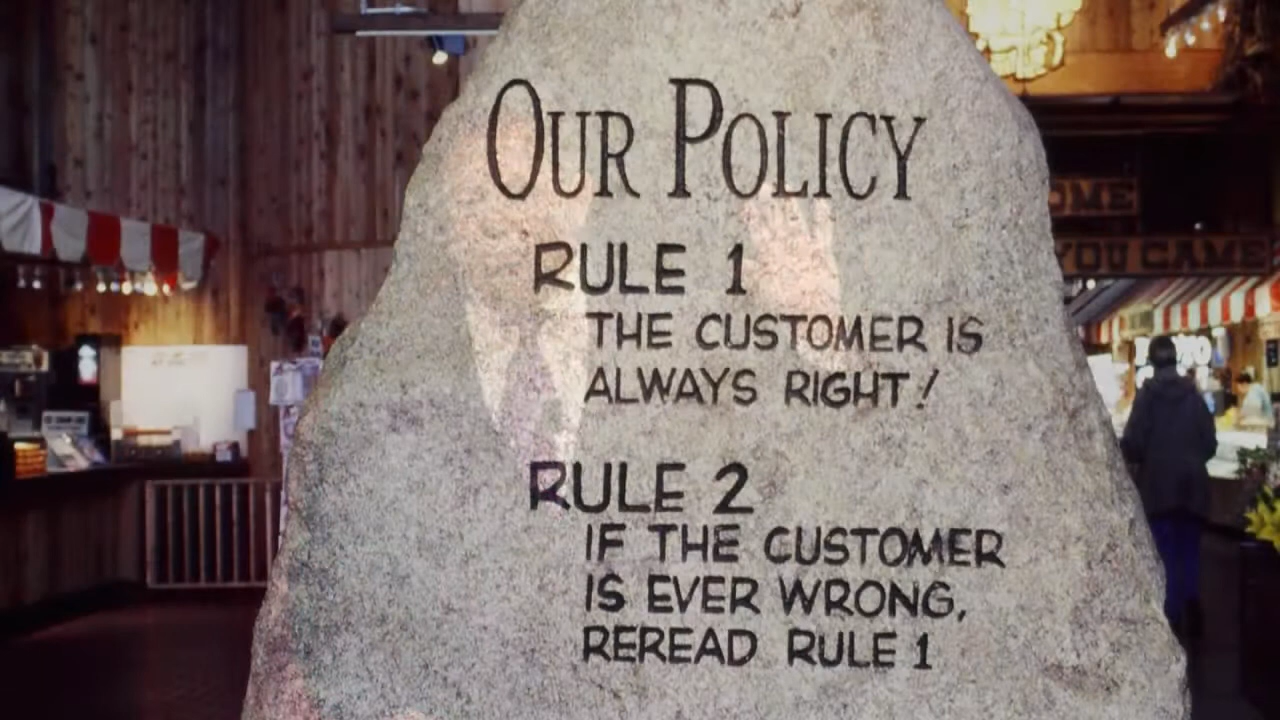 OUR POLICY
RULE 1
THE CUSTOMER IS
ALWAYS RIGHT!
RULE 2
IF THE CUSTOMER
IS EVER WRONG,
REREAD RULE 1
OME
YOU CAME